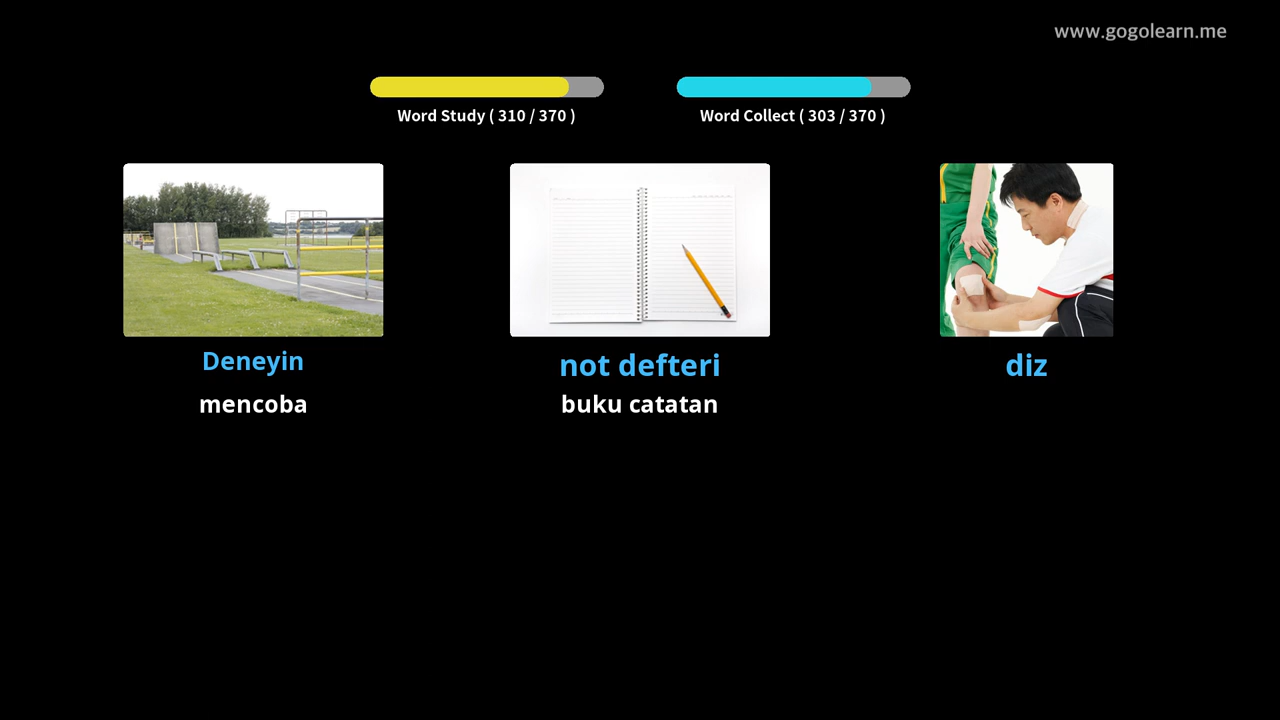 www.gogolearn.me
Word Study ( 310 / 370 )
Word Collect ( 303 / 370 )
Deneyin
mencoba
not defteri
buku catatan
diz